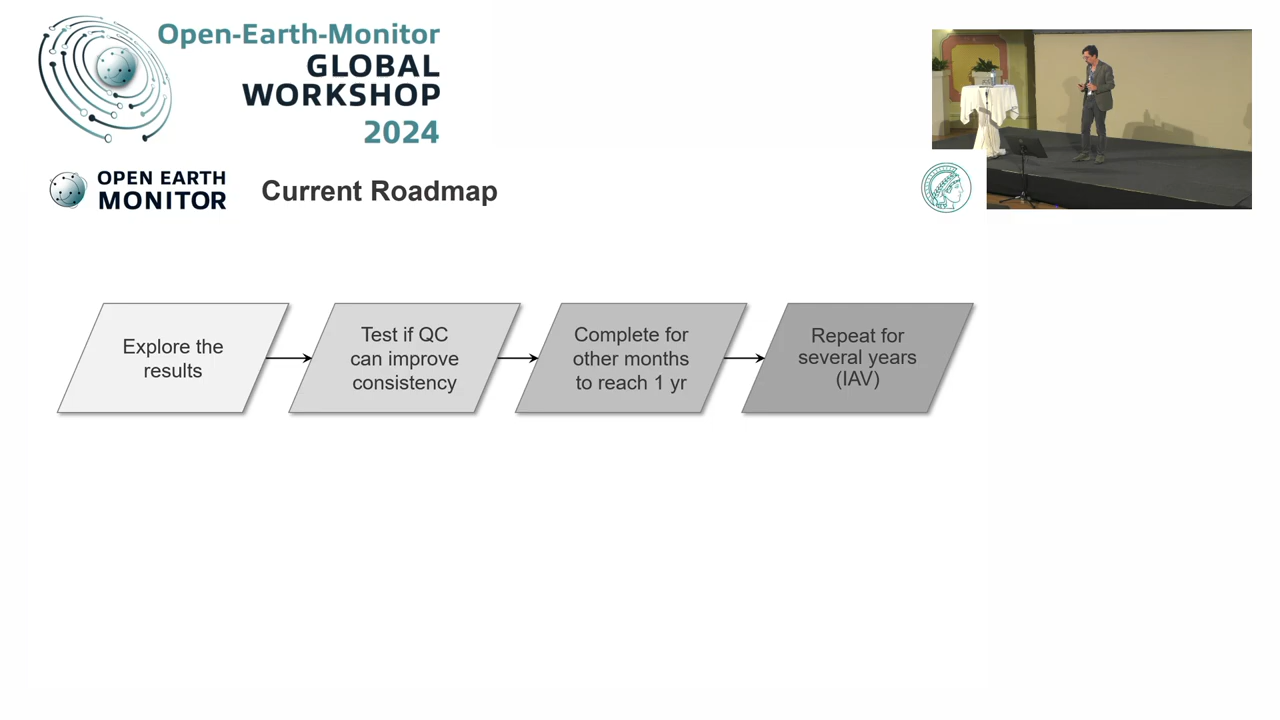 Open-Earth-Monitor
GLOBAL
WORKSHOP
2024
OPEN EARTH
MONITOR
Current Roadmap
Explore the
results
Test if QC
can improve
consistency
Complete for
other months
to reach 1 yr
Repeat for
several years
(IAV)